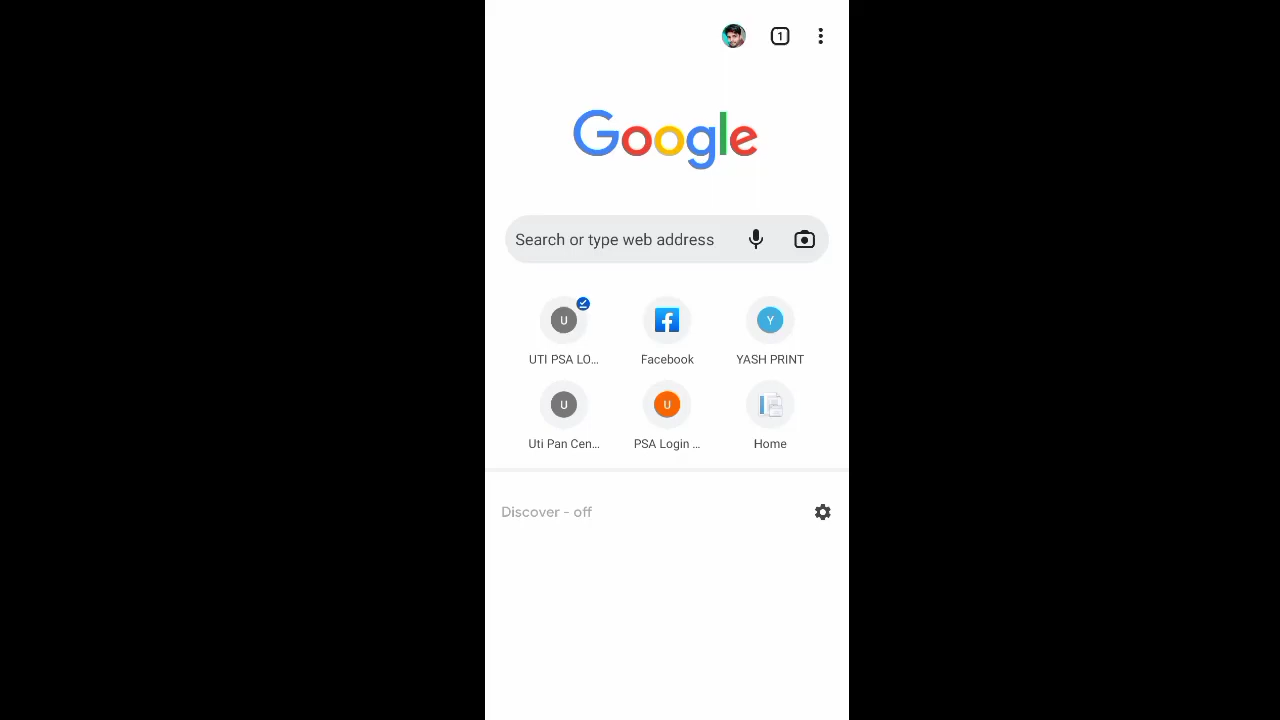 1
Google
Search or type web address
U
Y
UTI PSA LO...
Facebook
YASH PRINT
U
U
Uti Pan Cen...
PSA Login ...
Home
Discover - off